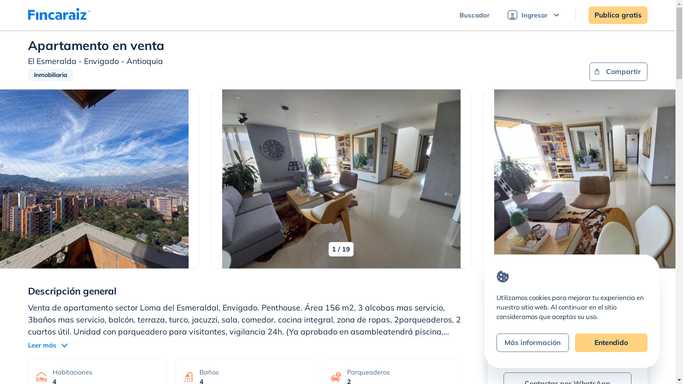 Fincaraiz
Buscador
Ingresar
Publica gratis
Apartamento en venta
El Esmeralda - Envigado - Antioquia
Inmobiliaria
Compartir
1 / 19
Descripción general
Venta de apartamento sector Loma del Esmeraldal, Envigado. Penthouse. Área 156 m2, 3 alcobas mas servicio,
3baños mas servicio, balcón, terraza, turco, jacuzzi, sala, comedor, cocina integral, zona de ropas, 2parqueaderos, 2
cuartos útil. Unidad con parqueadero para visitantes, vigilancia 24h. (Ya aprobado en asambleatendrá piscina,...
Leer más
Habitaciones
4
Baños
4
Parqueaderos
2
Utilizamos cookies para mejorar tu experiencia en
nuestro sitio web. Al continuar en el sitio
consideramos que aceptas su uso.
Más información
Entendido
Contactar por WhatsApp